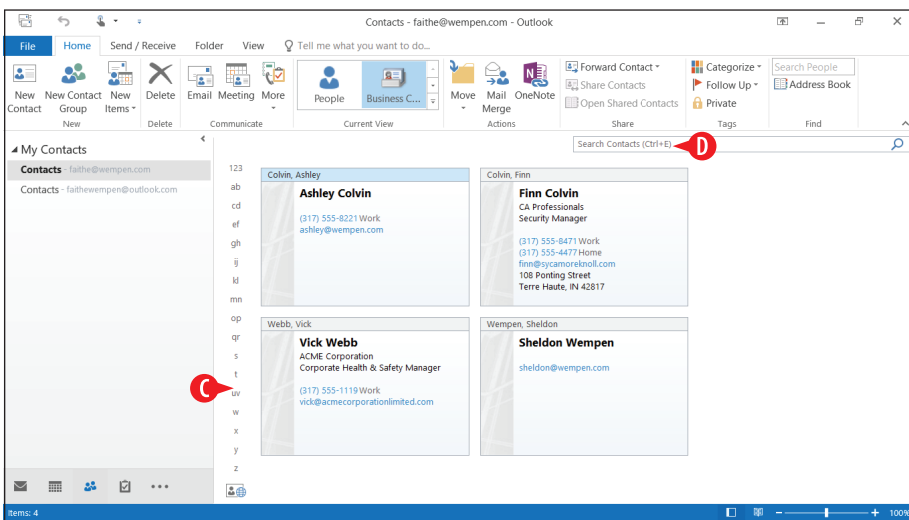 Contacts - faithe@wempen.com - Outlook
File Home Send / Receive Folder View Tell me what you want to do...
New Contact
New Contact Group
New Items
New
Delete
Delete
Email
Meeting
More
Communicate
People
Business C...
Current View
Move
Mail Merge
OneNote
Actions
Forward Contact
Share Contacts
Open Shared Contacts
Share
Categorize
Follow Up
Private
Tags
Search People
Address Book
Find
My Contacts
Contacts - faithe@wempen.com
Contacts - faithewempen@outlook.com
Search Contacts (Ctrl+E)
D
123
ab
cd
ef
gh
ij
kl
mn
op
qr
s
t
uv
w
x
y
z
C
Colvin, Ashley
Ashley Colvin
(317) 555-8221 Work
ashley@wempen.com
Colvin, Finn
Finn Colvin
CA Professionals
Security Manager
(317) 555-8471 Work
(317) 555-4477 Home
finn@sycamoreknoll.com
108 Ponting Street
Terre Haute, IN 42817
Webb, Vick
Vick Webb
ACME Corporation
Corporate Health & Safety Manager
(317) 555-1119 Work
vick@acmecorporationlimited.com
Wempen, Sheldon
Sheldon Wempen
sheldon@wempen.com
Items: 4
100%